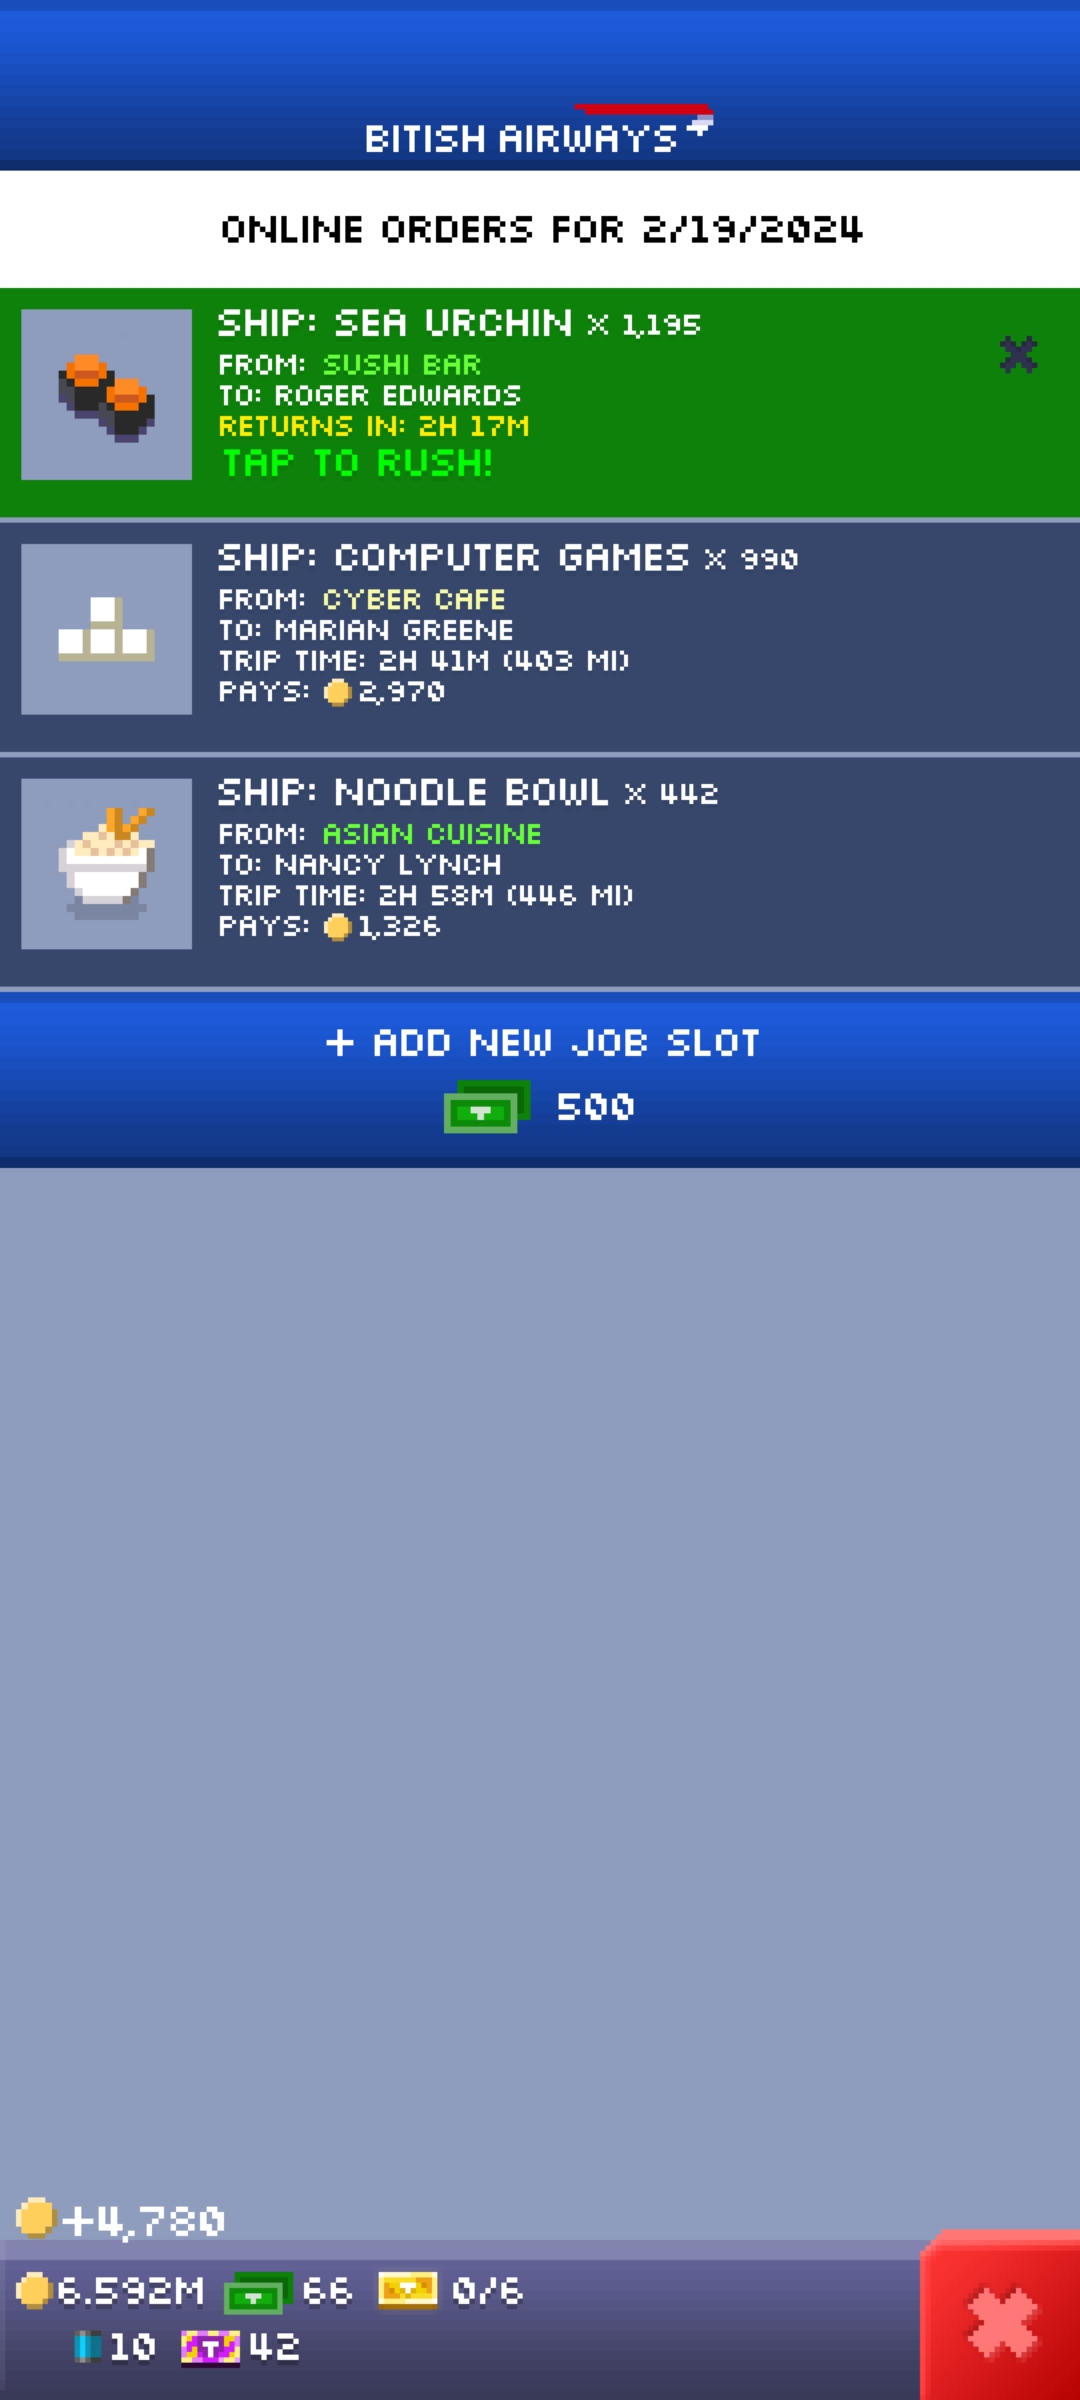 BITISH AIRWAYS
ONLINE ORDERS FOR 2/19/2024
SHIP: SEA URCHIN X 1,195
FROM: SUSHI BAR
TO: ROGER EDWARDS
RETURNS IN: 2H 17M
TAP TO RUSH!
SHIP: COMPUTER GAMES X 990
FROM: CYBER CAFE
TO: MARIAN GREENE
TRIP TIME: 2H 41M (403 MI)
PAYS: 2,970
SHIP: NOODLE BOWL X 442
FROM: ASIAN CUISINE
TO: NANCY LYNCH
TRIP TIME: 2H 58M (446 MI)
PAYS: 1,326
+ ADD NEW JOB SLOT
500
+4,780
6.592M 66 0/6
10 42